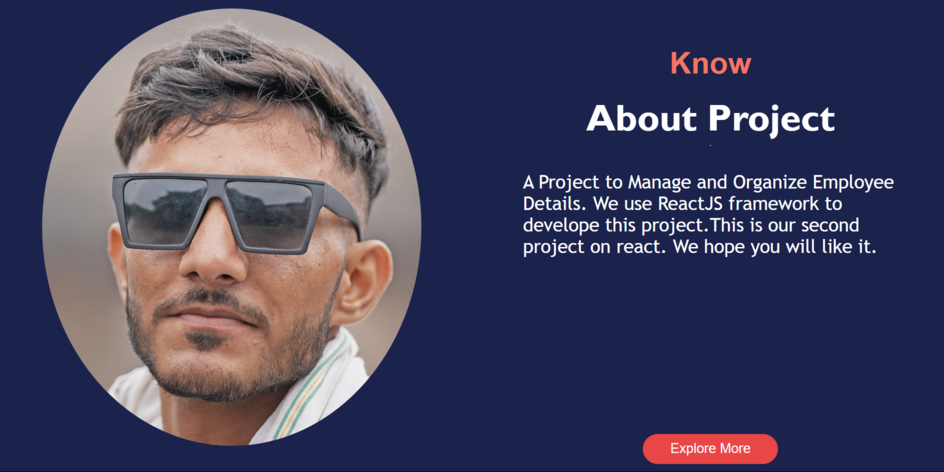 Know
About Project
A Project to Manage and Organize Employee
Details. We use ReactJS framework to
develope this project.This is our second
project on react. We hope you will like it.
Explore More